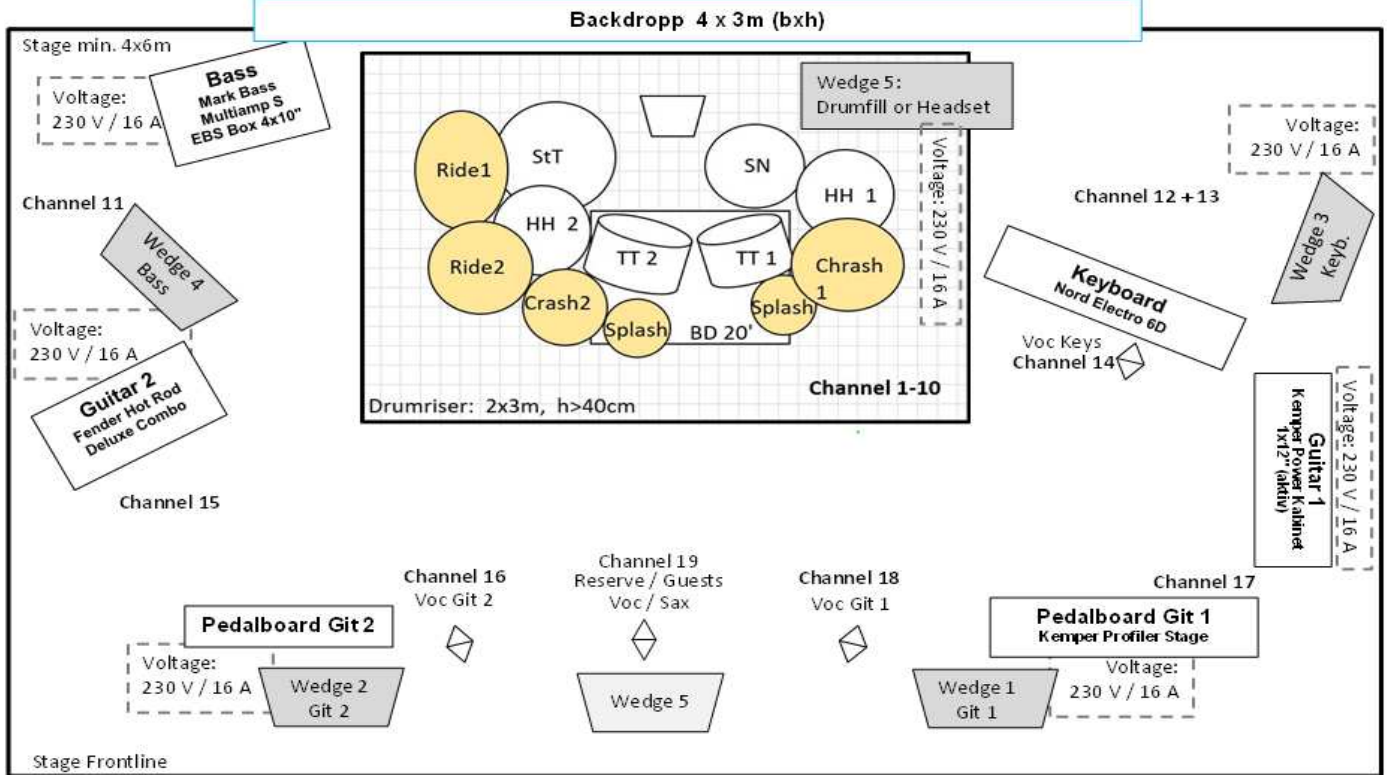 Backdropp 4 x 3m (bxh)
Stage min. 4x6m
Voltage:
230 V / 16 A
Bass
Mark Bass
Multiamp S
EBS Box 4x10"
Wedge 5:
Drumfill or Headset
Voltage: 230 V / 16 A
Voltage:
230 V / 16 A
Ride1
StT
SN
HH 1
HH 2
Ride2
TT 2
TT 1
Chrash
1
Crash2
Splash
Splash
BD 20'
Channel 1-10
Drumriser: 2x3m, h>40cm
Channel 11
Wedge 4
Bass
Channel 12 +13
Wedge 3
Keyb.
Keyboard
Nord Electro 6D
Voc Keys
Channel 14
Voltage:
230 V / 16 A
Guitar 2
Fender Hot Rod
Deluxe Combo
Channel 15
Guitar 1
Kemper Power Kabinet
1x12" (aktiv)
Voltage: 230 V / 16 A
Channel 16
Voc Git 2
Channel 19
Reserve / Guests
Voc / Sax
Channel 18
Voc Git 1
Channel 17
Pedalboard Git 2
Pedalboard Git 1
Kemper Profiler Stage
Voltage:
230 V / 16 A
Wedge 2
Git 2
Wedge 5
Wedge 1
Git 1
Voltage:
230 V / 16 A
Stage Frontline